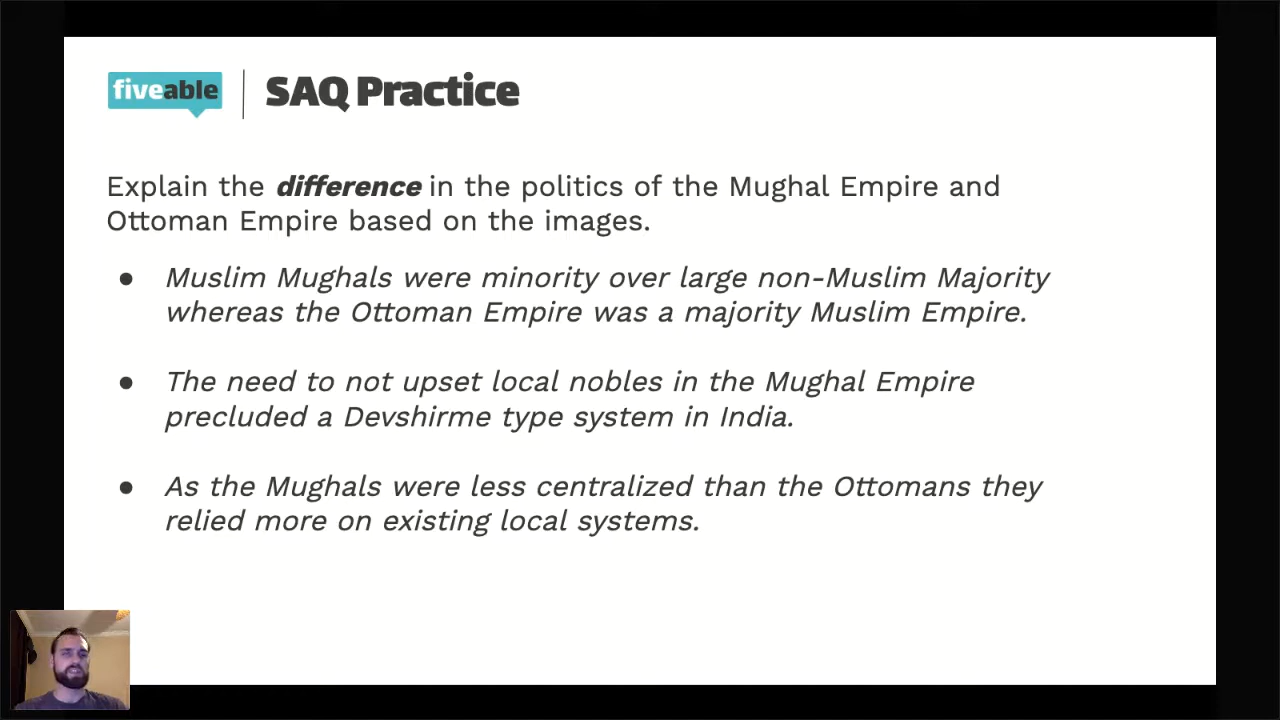 fiveable | SAQ Practice
Explain the difference in the politics of the Mughal Empire and
Ottoman Empire based on the images.
● Muslim Mughals were minority over large non-Muslim Majority
whereas the Ottoman Empire was a majority Muslim Empire.
● The need to not upset local nobles in the Mughal Empire
precluded a Devshirme type system in India.
● As the Mughals were less centralized than the Ottomans they
relied more on existing local systems.